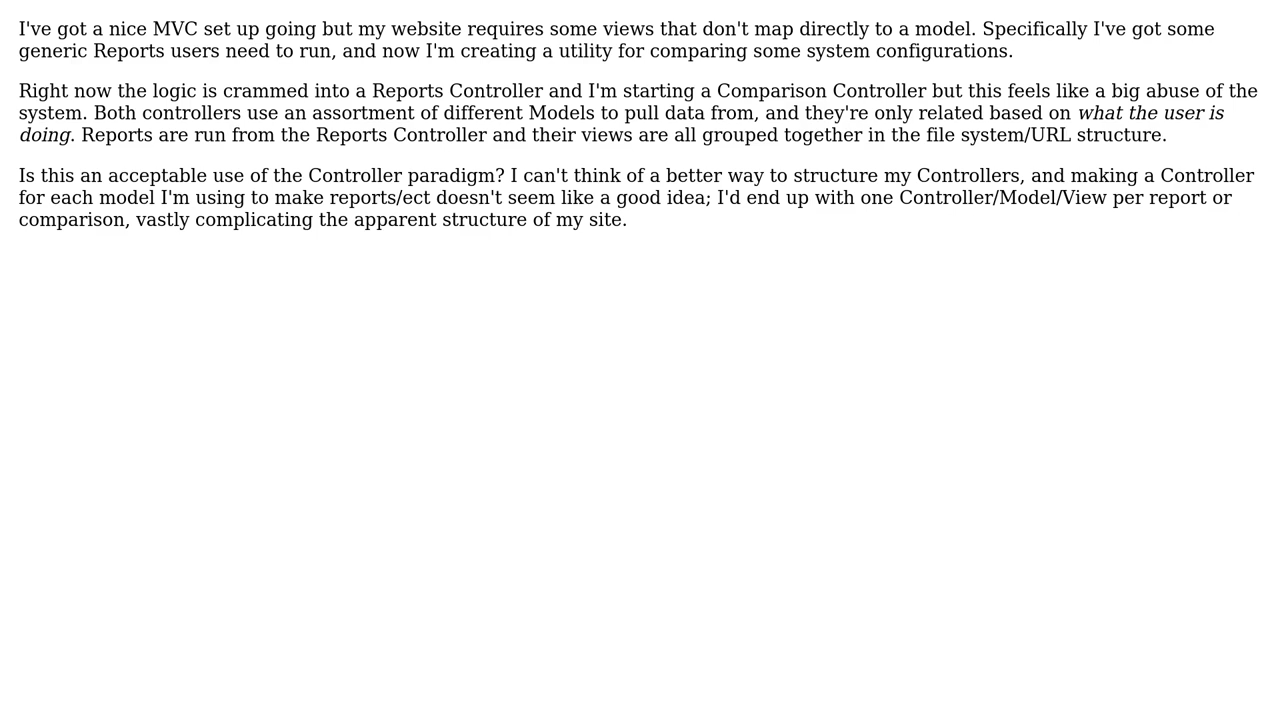 I've got a nice MVC set up going but my website requires some views that don't map directly to a model. Specifically I've got some
generic Reports users need to run, and now I'm creating a utility for comparing some system configurations.
Right now the logic is crammed into a Reports Controller and I'm starting a Comparison Controller but this feels like a big abuse of the
system. Both controllers use an assortment of different Models to pull data from, and they're only related based on what the user is
doing. Reports are run from the Reports Controller and their views are all grouped together in the file system/URL structure.
Is this an acceptable use of the Controller paradigm? I can't think of a better way to structure my Controllers, and making a Controller
for each model I'm using to make reports/ect doesn't seem like a good idea; I'd end up with one Controller/Model/View per report or
comparison, vastly complicating the apparent structure of my site.